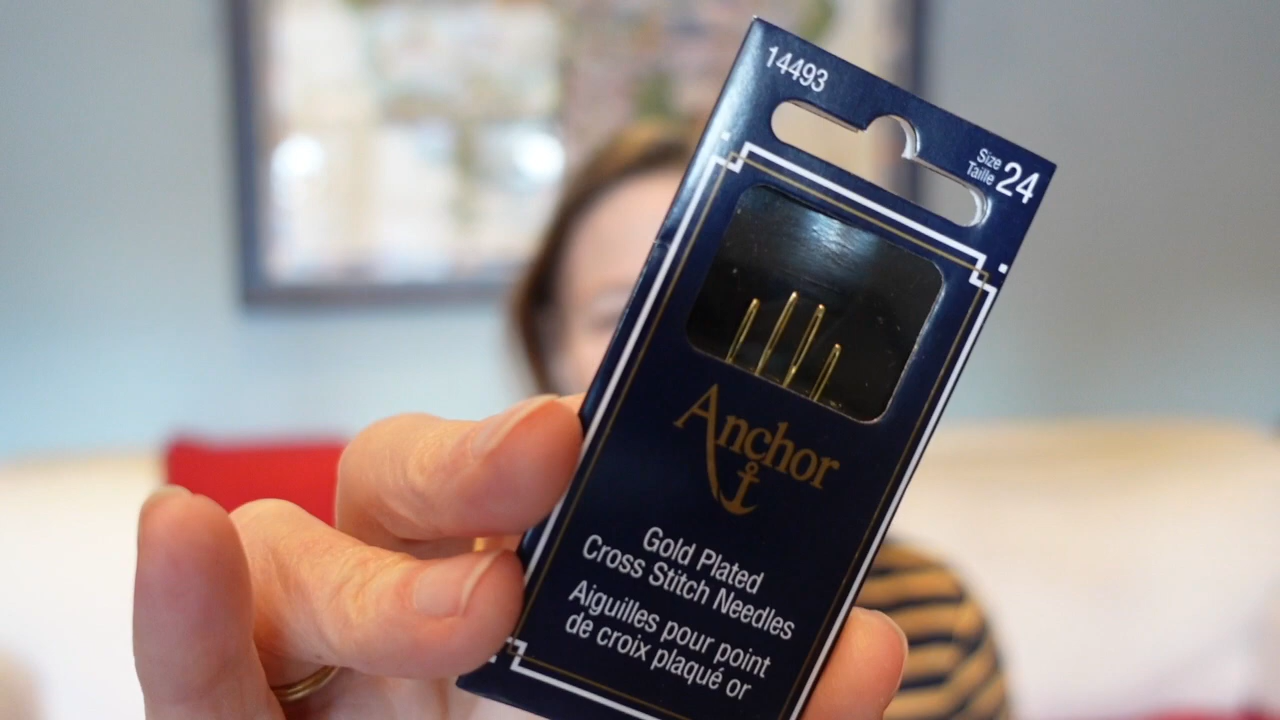 14493
Size
Taille
24
Anchor
Gold Plated
Cross Stitch Needles
Aiguilles pour point
de croix plaqué or